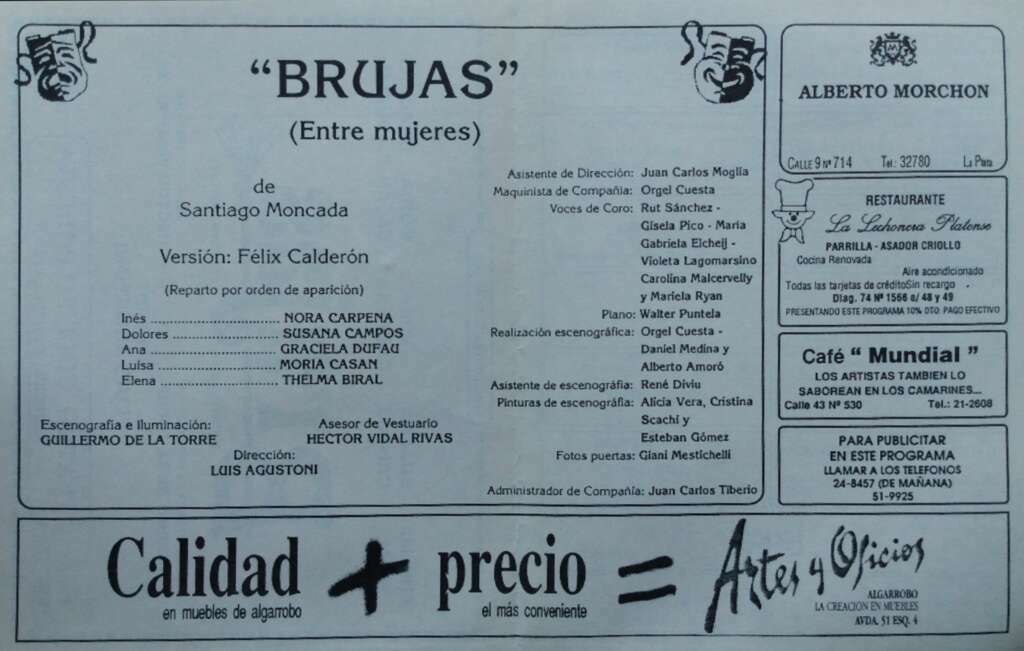 "BRUJAS"
(Entre mujeres)
de
Santiago Moncada
Versión: Félix Calderón
(Reparto por orden de aparición)
Inés .................................. NORA CARPENA
Dolores ............................ SUSANA CAMPOS
Ana .................................. GRACIELA DUFAU
Luisa ................................ MORIA CASAN
Elena ................................ THELMA BIRAL
Escenografía e Iluminación:
GUILLERMO DE LA TORRE
Asesor de Vestuario
HECTOR VIDAL RIVAS
Dirección:
LUIS AGUSTONI
Asistente de Dirección: Juan Carlos Moglia
Maquinista de Compañía: Orgel Cuesta
Voces de Coro: Rut Sánchez -
Gisela Pico - María
Gabriela Elcheij -
Violeta Lagomarsino
Carolina Malcervelly
y Mariela Ryan
Piano: Walter Puntela
Realización escenográfica: Orgel Cuesta -
Daniel Medina y
Alberto Amoró
Asistente de escenografía: René Diviu
Pinturas de escenografía: Alicia Vera, Cristina
Scachi y
Esteban Gómez
Fotos puertas: Giani Mestichelli
Administrador de Compañía: Juan Carlos Tiberio
M
ALBERTO MORCHON
CALLE 9 Nº 714 TEL: 32780 LA PLATA
RESTAURANTE
La Lechonera Platense
PARRILLA - ASADOR CRIOLLO
Cocina Renovada
Aire acondicionado
Todas las tarjetas de créditoSin recargo
Diag. 74 Nº 1566 e/ 48 y 49
PRESENTANDO ESTE PROGRAMA 10% DTO. PAGO EFECTIVO
Café " Mundial "
LOS ARTISTAS TAMBIEN LO
SABOREAN EN LOS CAMARINES...
Calle 43 Nº 530 Tel.: 21-2608
PARA PUBLICITAR
EN ESTE PROGRAMA
LLAMAR A LOS TELEFONOS
24-8457 (DE MAÑANA)
51-9925
Calidad + precio = Artes y Oficios
en muebles de algarrobo el más conveniente
ALGARROBO
LA CREACION EN MUEBLES
AVDA. 51 ESQ. 4